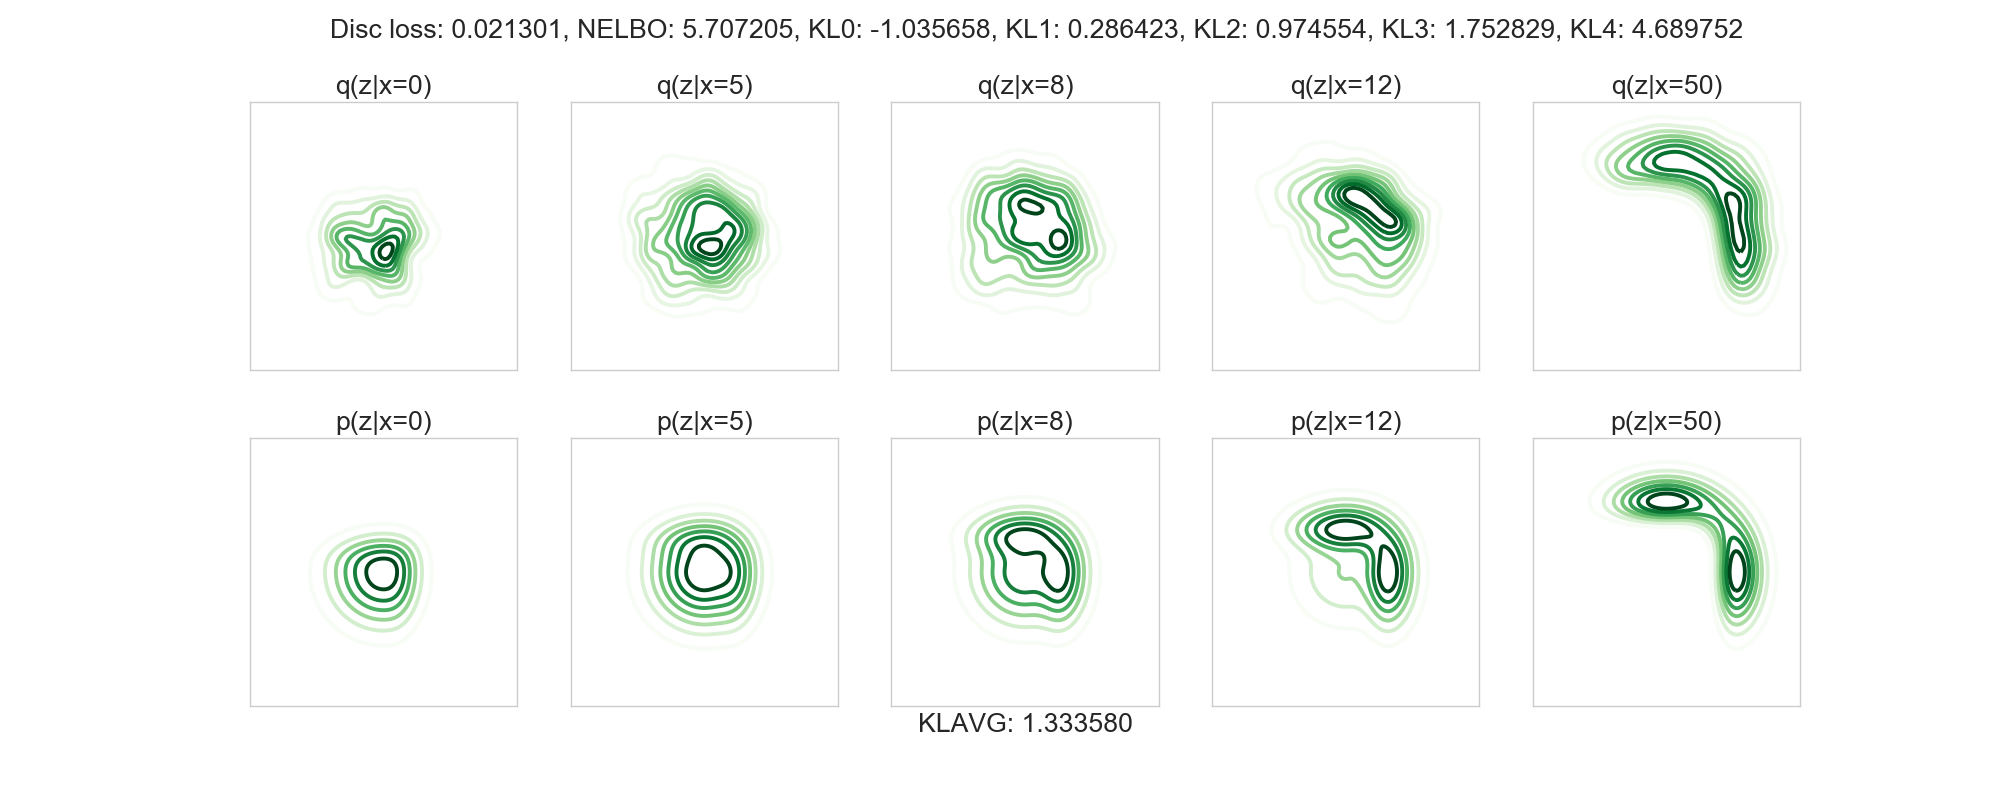 Disc loss: 0.021301, NELBO: 5.707205, KL0: -1.035658, KL1: 0.286423, KL2: 0.974554, KL3: 1.752829, KL4: 4.689752
q(z|x=0) q(z|x=5) q(z|x=8) q(z|x=12) q(z|x=50)
p(z|x=0) p(z|x=5) p(z|x=8) p(z|x=12) p(z|x=50)
KLAVG: 1.333580